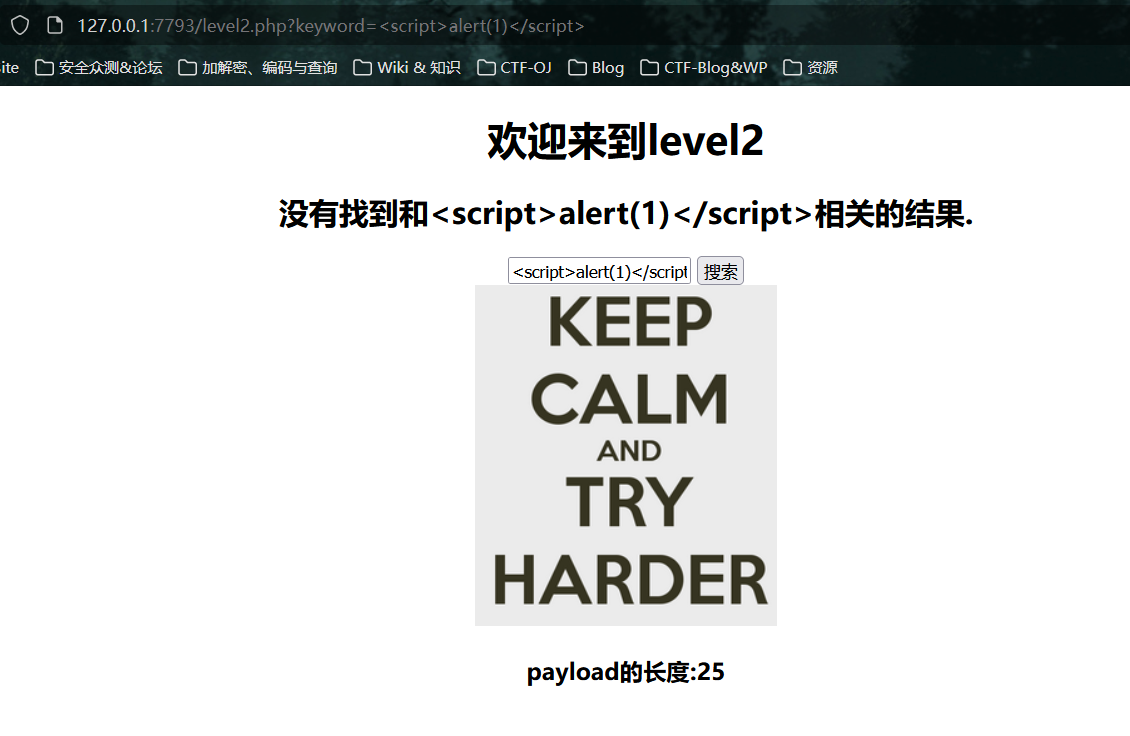 127.0.0.1:7793/level2.php?keyword=<script>alert(1)</script>
ite 安全众测&论坛 加解密、编码与查询 Wiki & 知识 CTF-OJ Blog CTF-Blog&WP 资源
欢迎来到level2
没有找到和<script>alert(1)</script>相关的结果.
<script>alert(1)</script 搜索
KEEP
CALM
AND
TRY
HARDER
payload的长度:25